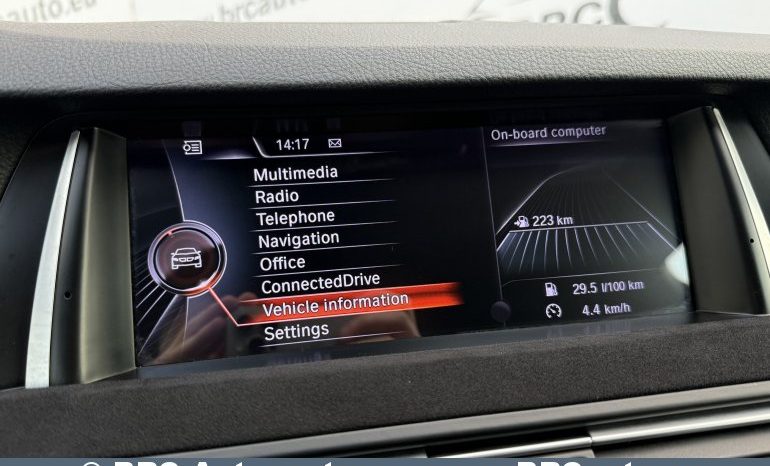 14:17
On-board computer
Multimedia
Radio
Telephone
Navigation
Office
ConnectedDrive
Vehicle information
Settings
223 km
29.5 l/100 km
4.4 km/h